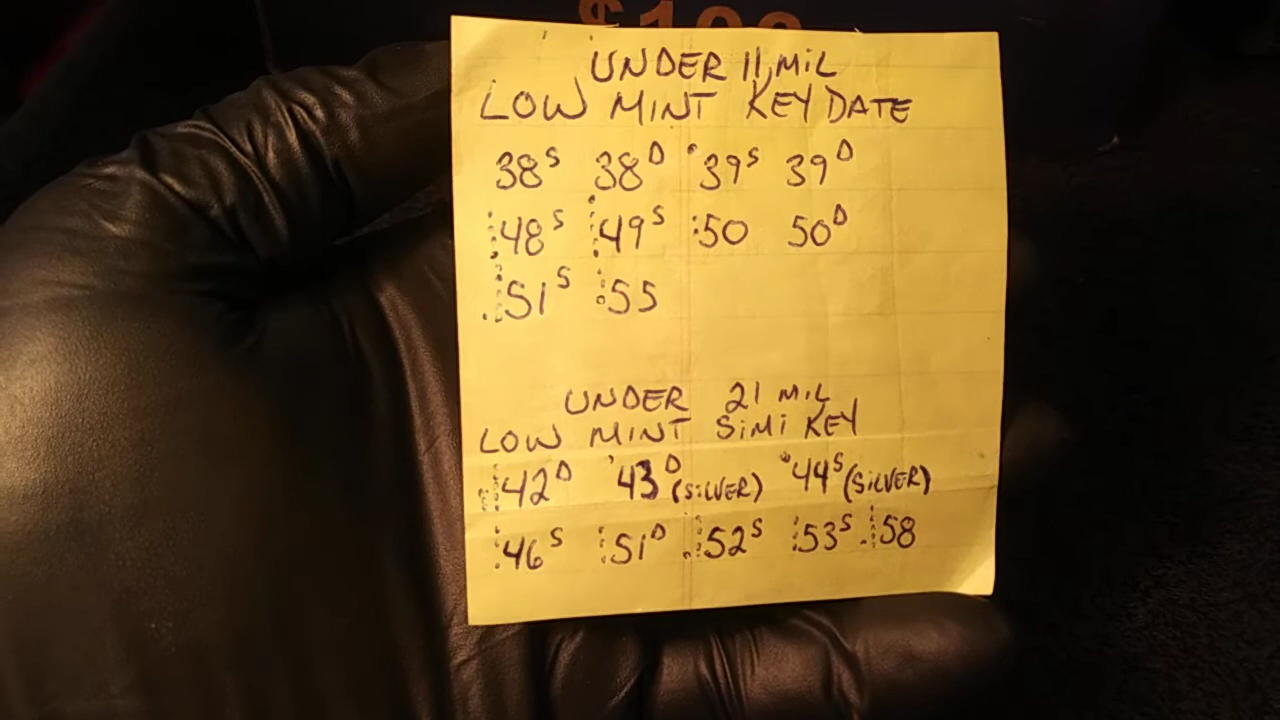 $100
UNDER 11 MIL
LOW MINT KEY DATE
38S 38D 39S 39D
48S 49S 50 50D
51S 55
UNDER 21 MIL
LOW MINT SIMI KEY
42D 43D (SILVER) 44S (SILVER)
46S 51D 52S 53S 58